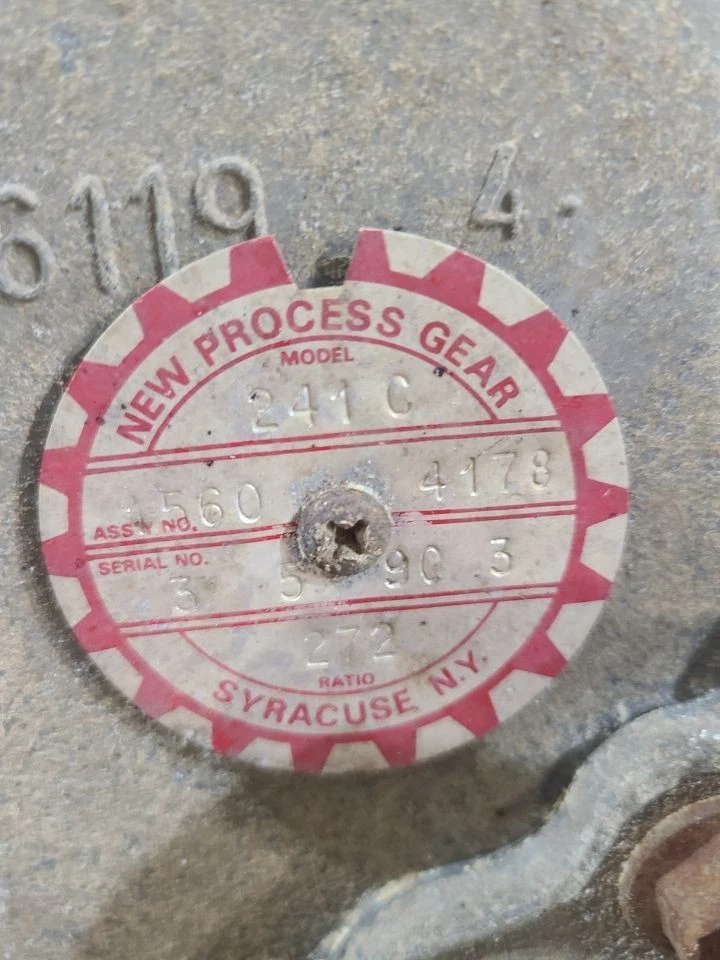 6119 4.
NEW PROCESS GEAR
MODEL
241 C
1560 4178
ASS'Y NO.
SERIAL NO.
3 5 90 3
272
RATIO
SYRACUSE N.Y.